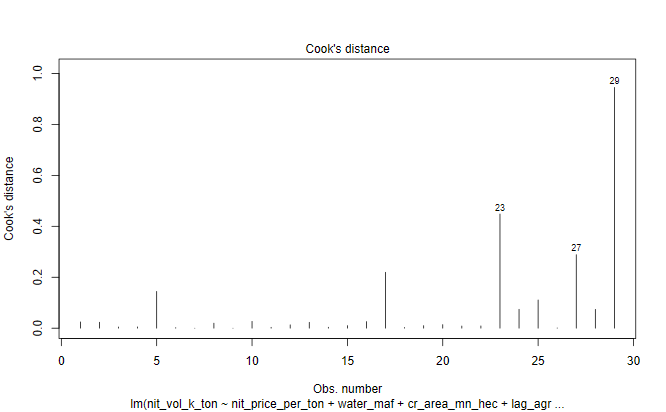 Cook's distance
29
23
27
Cook's distance
0.0 0.2 0.4 0.6 0.8 1.0
0 5 10 15 20 25 30
Obs. number
lm(nit_vol_k_ton ~ nit_price_per_ton + water_maf + cr_area_mn_hec + lag_agr ...